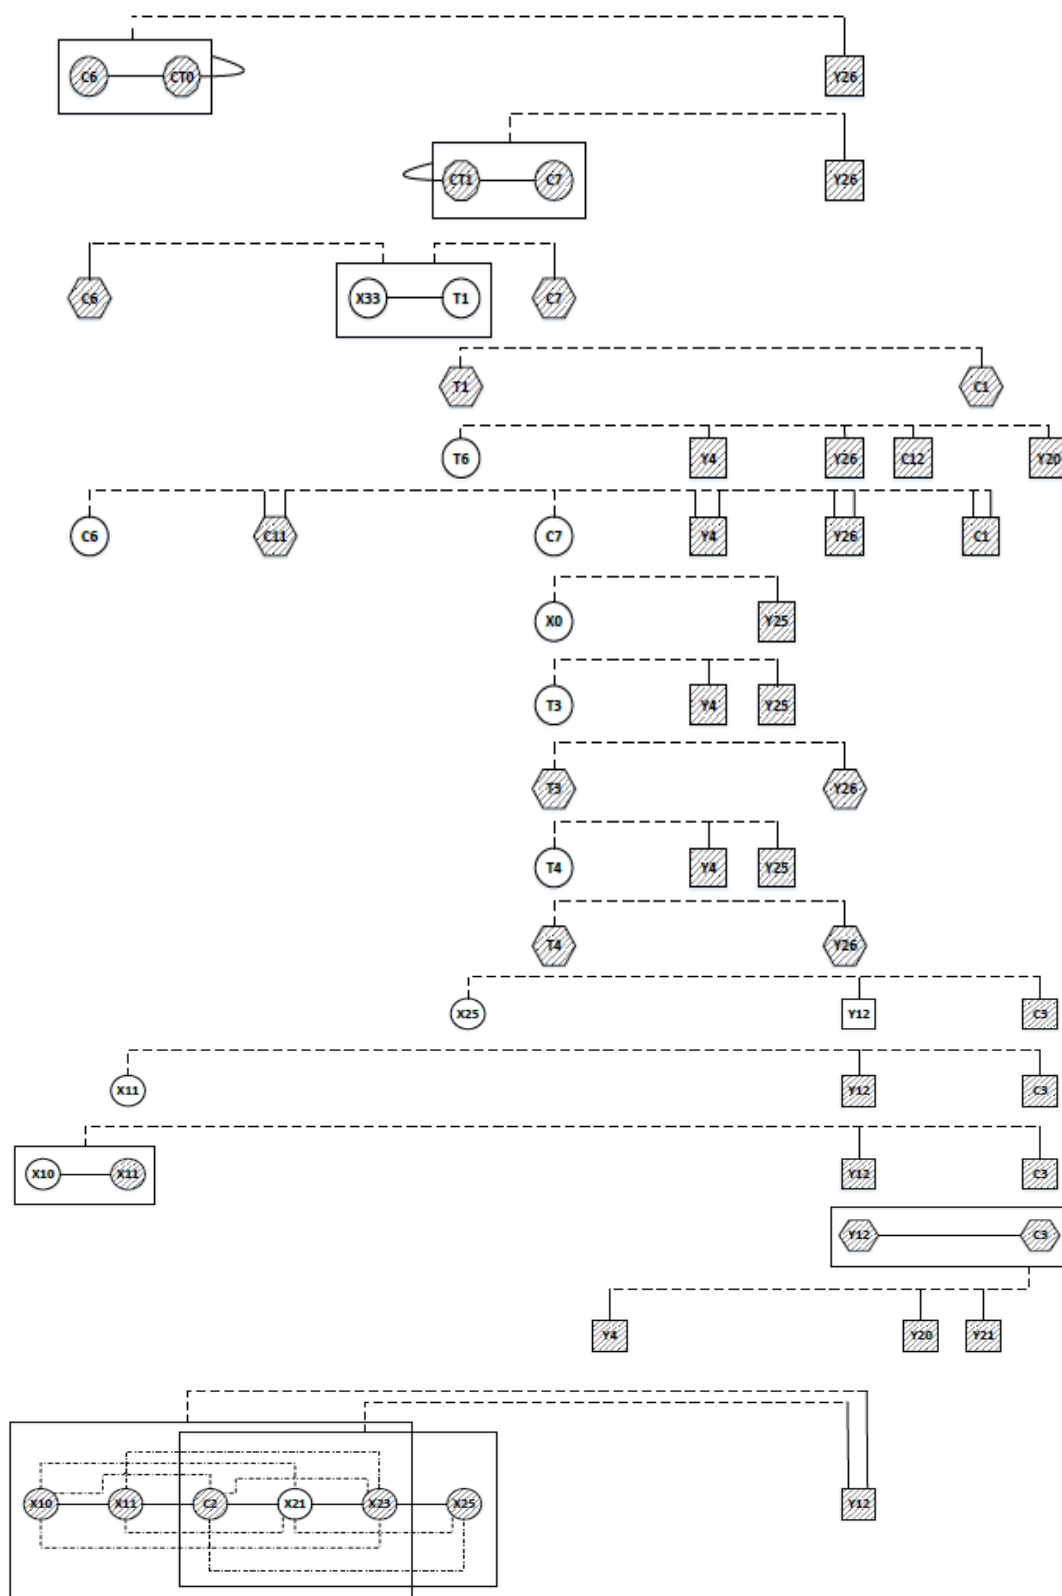 C6 CT0 Y26
CT1 C7 Y26
C6 X33 T1 C7
T1 C1
T6 Y4 Y26 C12 Y20
C6 C11 C7 Y4 Y26 C1
X0 Y25
T3 Y4 Y25
T3 Y26
T4 Y4 Y25
T4 Y26
X25 Y12 C3
X11 Y12 C3
X10 X11 Y12 C3
Y12 C3
Y4 Y20 Y21
X10 X11 C2 X21 X23 X25 Y12